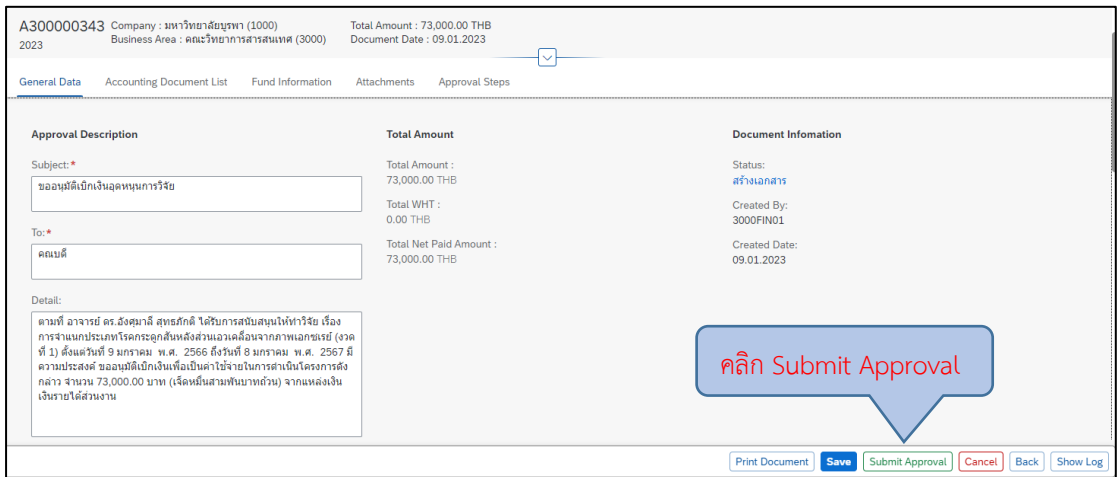 A300000343 Company : มหาวิทยาลัยบูรพา (1000) Total Amount : 73,000.00 THB
2023 Business Area : คณะวิทยาการสารสนเทศ (3000) Document Date : 09.01.2023
General Data Accounting Document List Fund Information Attachments Approval Steps
Approval Description
Subject: *
ขออนุมัติเบิกเงินอุดหนุนการวิจัย
To:*
คณบดี
Detail:
ตามที่ อาจารย์ ดร.อังศุมาลี สุทธภักติ ได้รับการสนับสนุนให้ทำวิจัย เรื่อง
การจำแนกประเภทโรคกระดูกสันหลังส่วนเอวเคลื่อนจากภาพเอกซเรย์ (งวด
ที่ 1) ตั้งแต่วันที่ 9 มกราคม พ.ศ. 2566 ถึงวันที่ 8 มกราคม พ.ศ. 2567 มี
ความประสงค์ ขออนุมัติเบิกเงินเพื่อเป็นค่าใช้จ่ายในการดำเนินโครงการดัง
กล่าว จำนวน 73,000.00 บาท (เจ็ดหมื่นสามพันบาทถ้วน) จากแหล่งเงิน
เงินรายได้ส่วนงาน
Total Amount
Total Amount :
73,000.00 THB
Total WHT :
0.00 THB
Total Net Paid Amount :
73,000.00 THB
Document Infomation
Status:
สร้างเอกสาร
Created By:
3000FIN01
Created Date:
09.01.2023
คลิก Submit Approval
Print Document Save Submit Approval Cancel Back Show Log